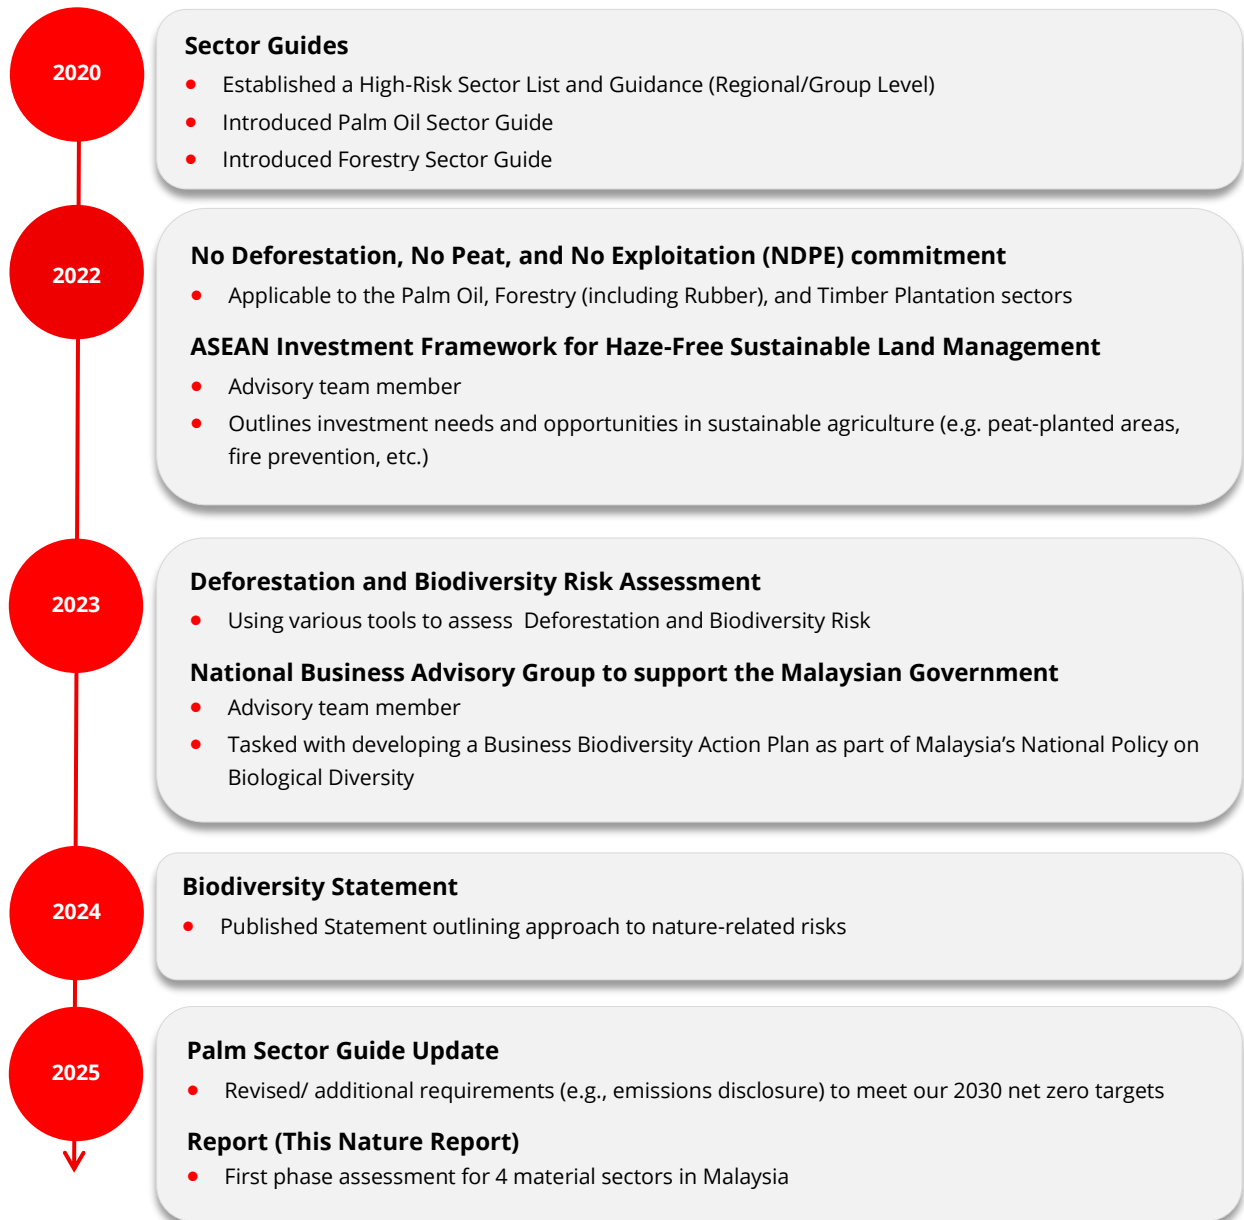 2020
Sector Guides
• Established a High-Risk Sector List and Guidance (Regional/Group Level)
• Introduced Palm Oil Sector Guide
• Introduced Forestry Sector Guide
2022
No Deforestation, No Peat, and No Exploitation (NDPE) commitment
• Applicable to the Palm Oil, Forestry (including Rubber), and Timber Plantation sectors
ASEAN Investment Framework for Haze-Free Sustainable Land Management
• Advisory team member
• Outlines investment needs and opportunities in sustainable agriculture (e.g. peat-planted areas,
fire prevention, etc.)
2023
Deforestation and Biodiversity Risk Assessment
• Using various tools to assess  Deforestation and Biodiversity Risk
National Business Advisory Group to support the Malaysian Government
• Advisory team member
• Tasked with developing a Business Biodiversity Action Plan as part of Malaysia’s National Policy on
Biological Diversity
2024
Biodiversity Statement
• Published Statement outlining approach to nature-related risks
2025
Palm Sector Guide Update
• Revised/ additional requirements (e.g., emissions disclosure) to meet our 2030 net zero targets
Report (This Nature Report)
• First phase assessment for 4 material sectors in Malaysia